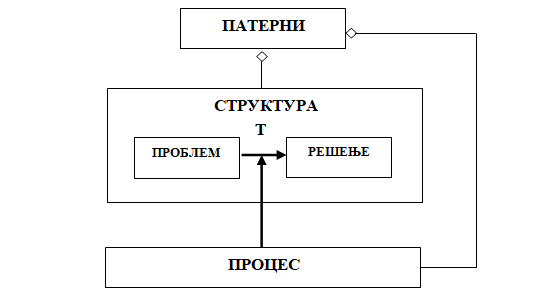 ПАТЕРНИ
СТРУКТУРА
Т
ПРОБЛЕМ
РЕШЕЊЕ
ПРОЦЕС